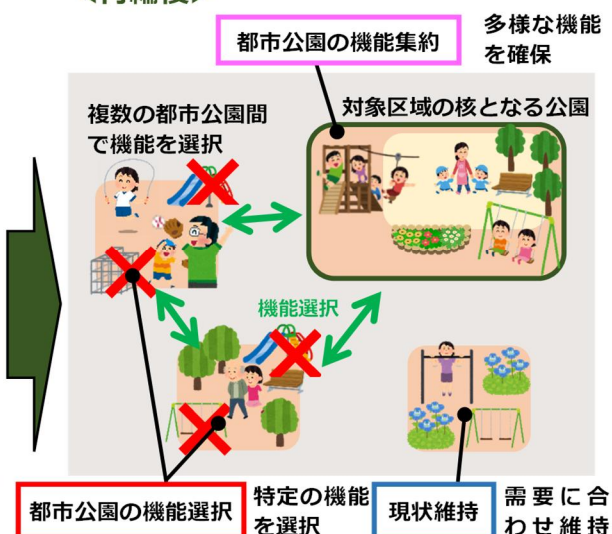 都市公園の機能集約
多様な機能
を確保
複数の都市公園間
で機能を選択
対象区域の核となる公園
機能選択
都市公園の機能選択
特定の機能
を選択
現状維持
需要に合
わせ維持